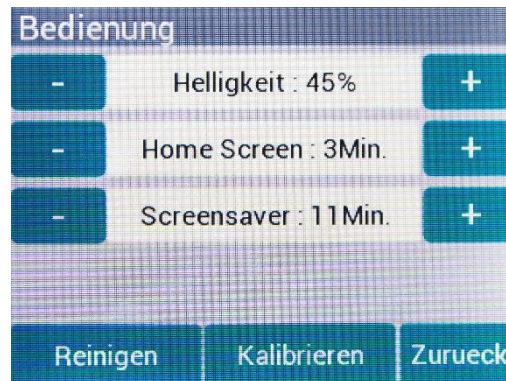 Bedienung
- Helligkeit : 45% +
- Home Screen : 3Min. +
- Screensaver : 11Min. +
Reinigen Kalibrieren Zurueck